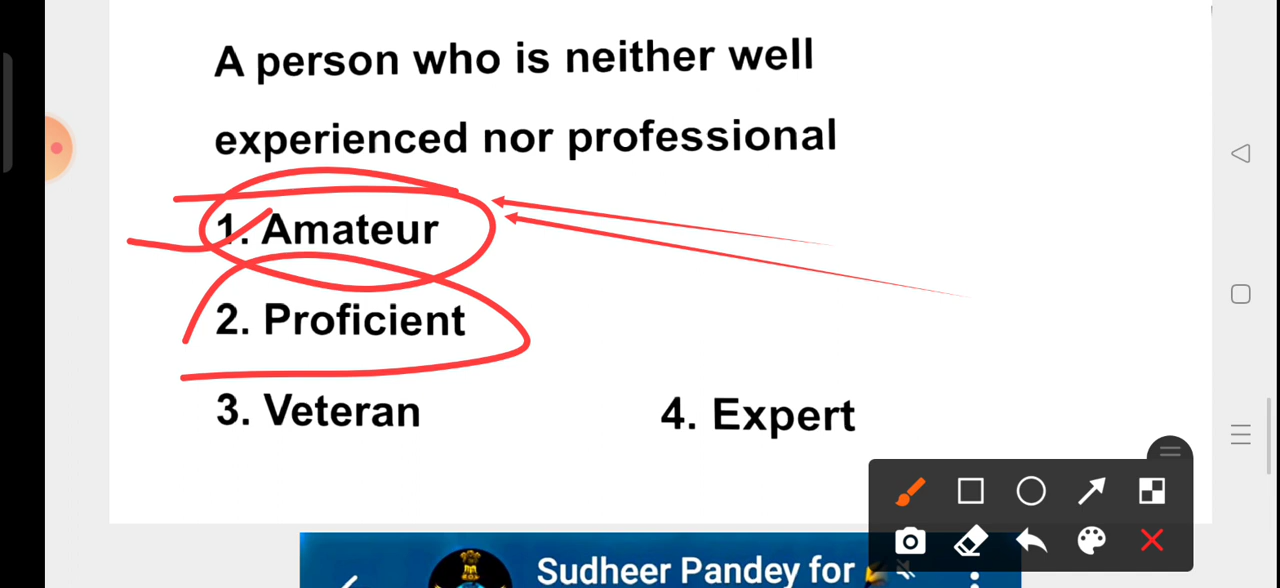 A person who is neither well
experienced nor professional
1. Amateur
2. Proficient
3. Veteran 4. Expert
Sudheer Pandey for